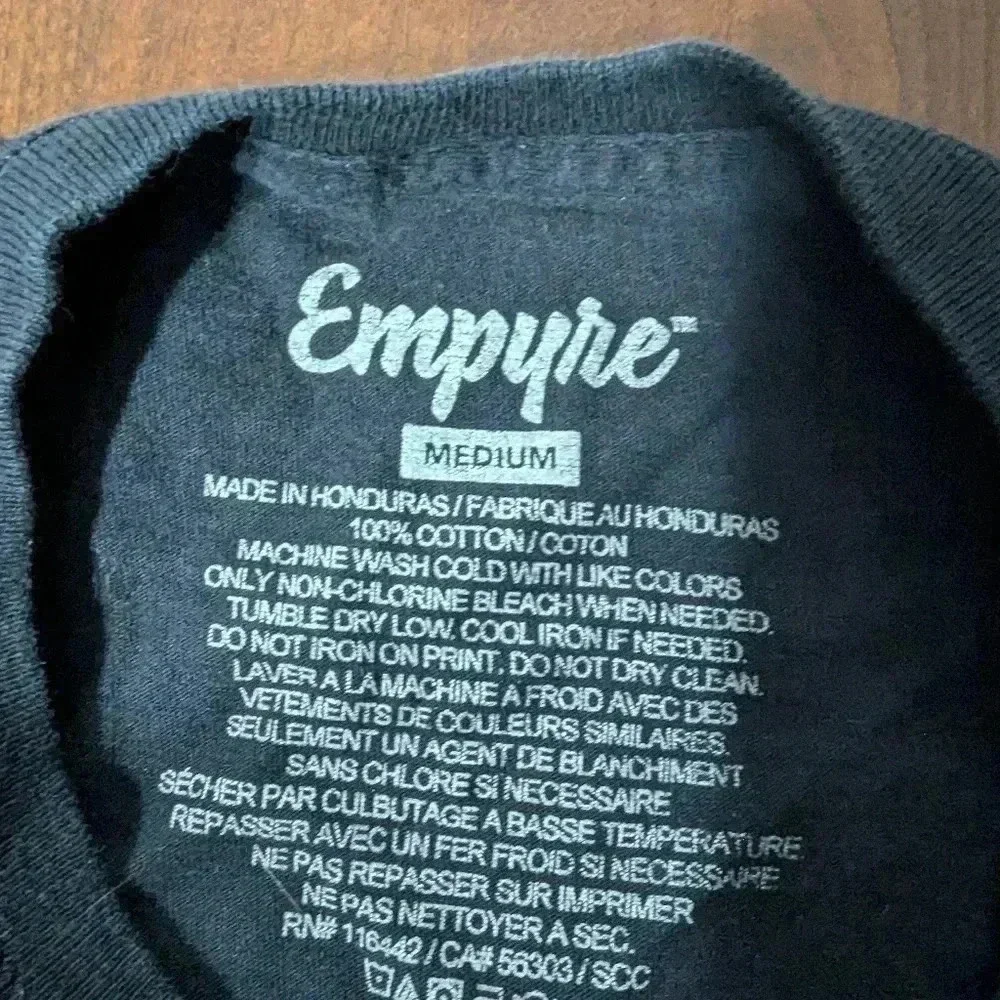 Empyre™
MEDIUM
MADE IN HONDURAS / FABRIQUE AU HONDURAS
100% COTTON / COTON
MACHINE WASH COLD WITH LIKE COLORS
ONLY NON-CHLORINE BLEACH WHEN NEEDED.
TUMBLE DRY LOW. COOL IRON IF NEEDED.
DO NOT IRON ON PRINT. DO NOT DRY CLEAN.
LAVER A LA MACHINE A FROID AVEC DES
VETEMENTS DE COULEURS SIMILAIRES.
SEULEMENT UN AGENT DE BLANCHIMENT
SANS CHLORE SI NECESSAIRE
SÉCHER PAR CULBUTAGE A BASSE TEMPERATURE.
REPASSER AVEC UN FER FROID SI NECESSAIRE
NE PAS REPASSER SUR IMPRIMER
NE PAS NETTOYER A SEC.
RN# 116442 / CA# 56303 / SCC